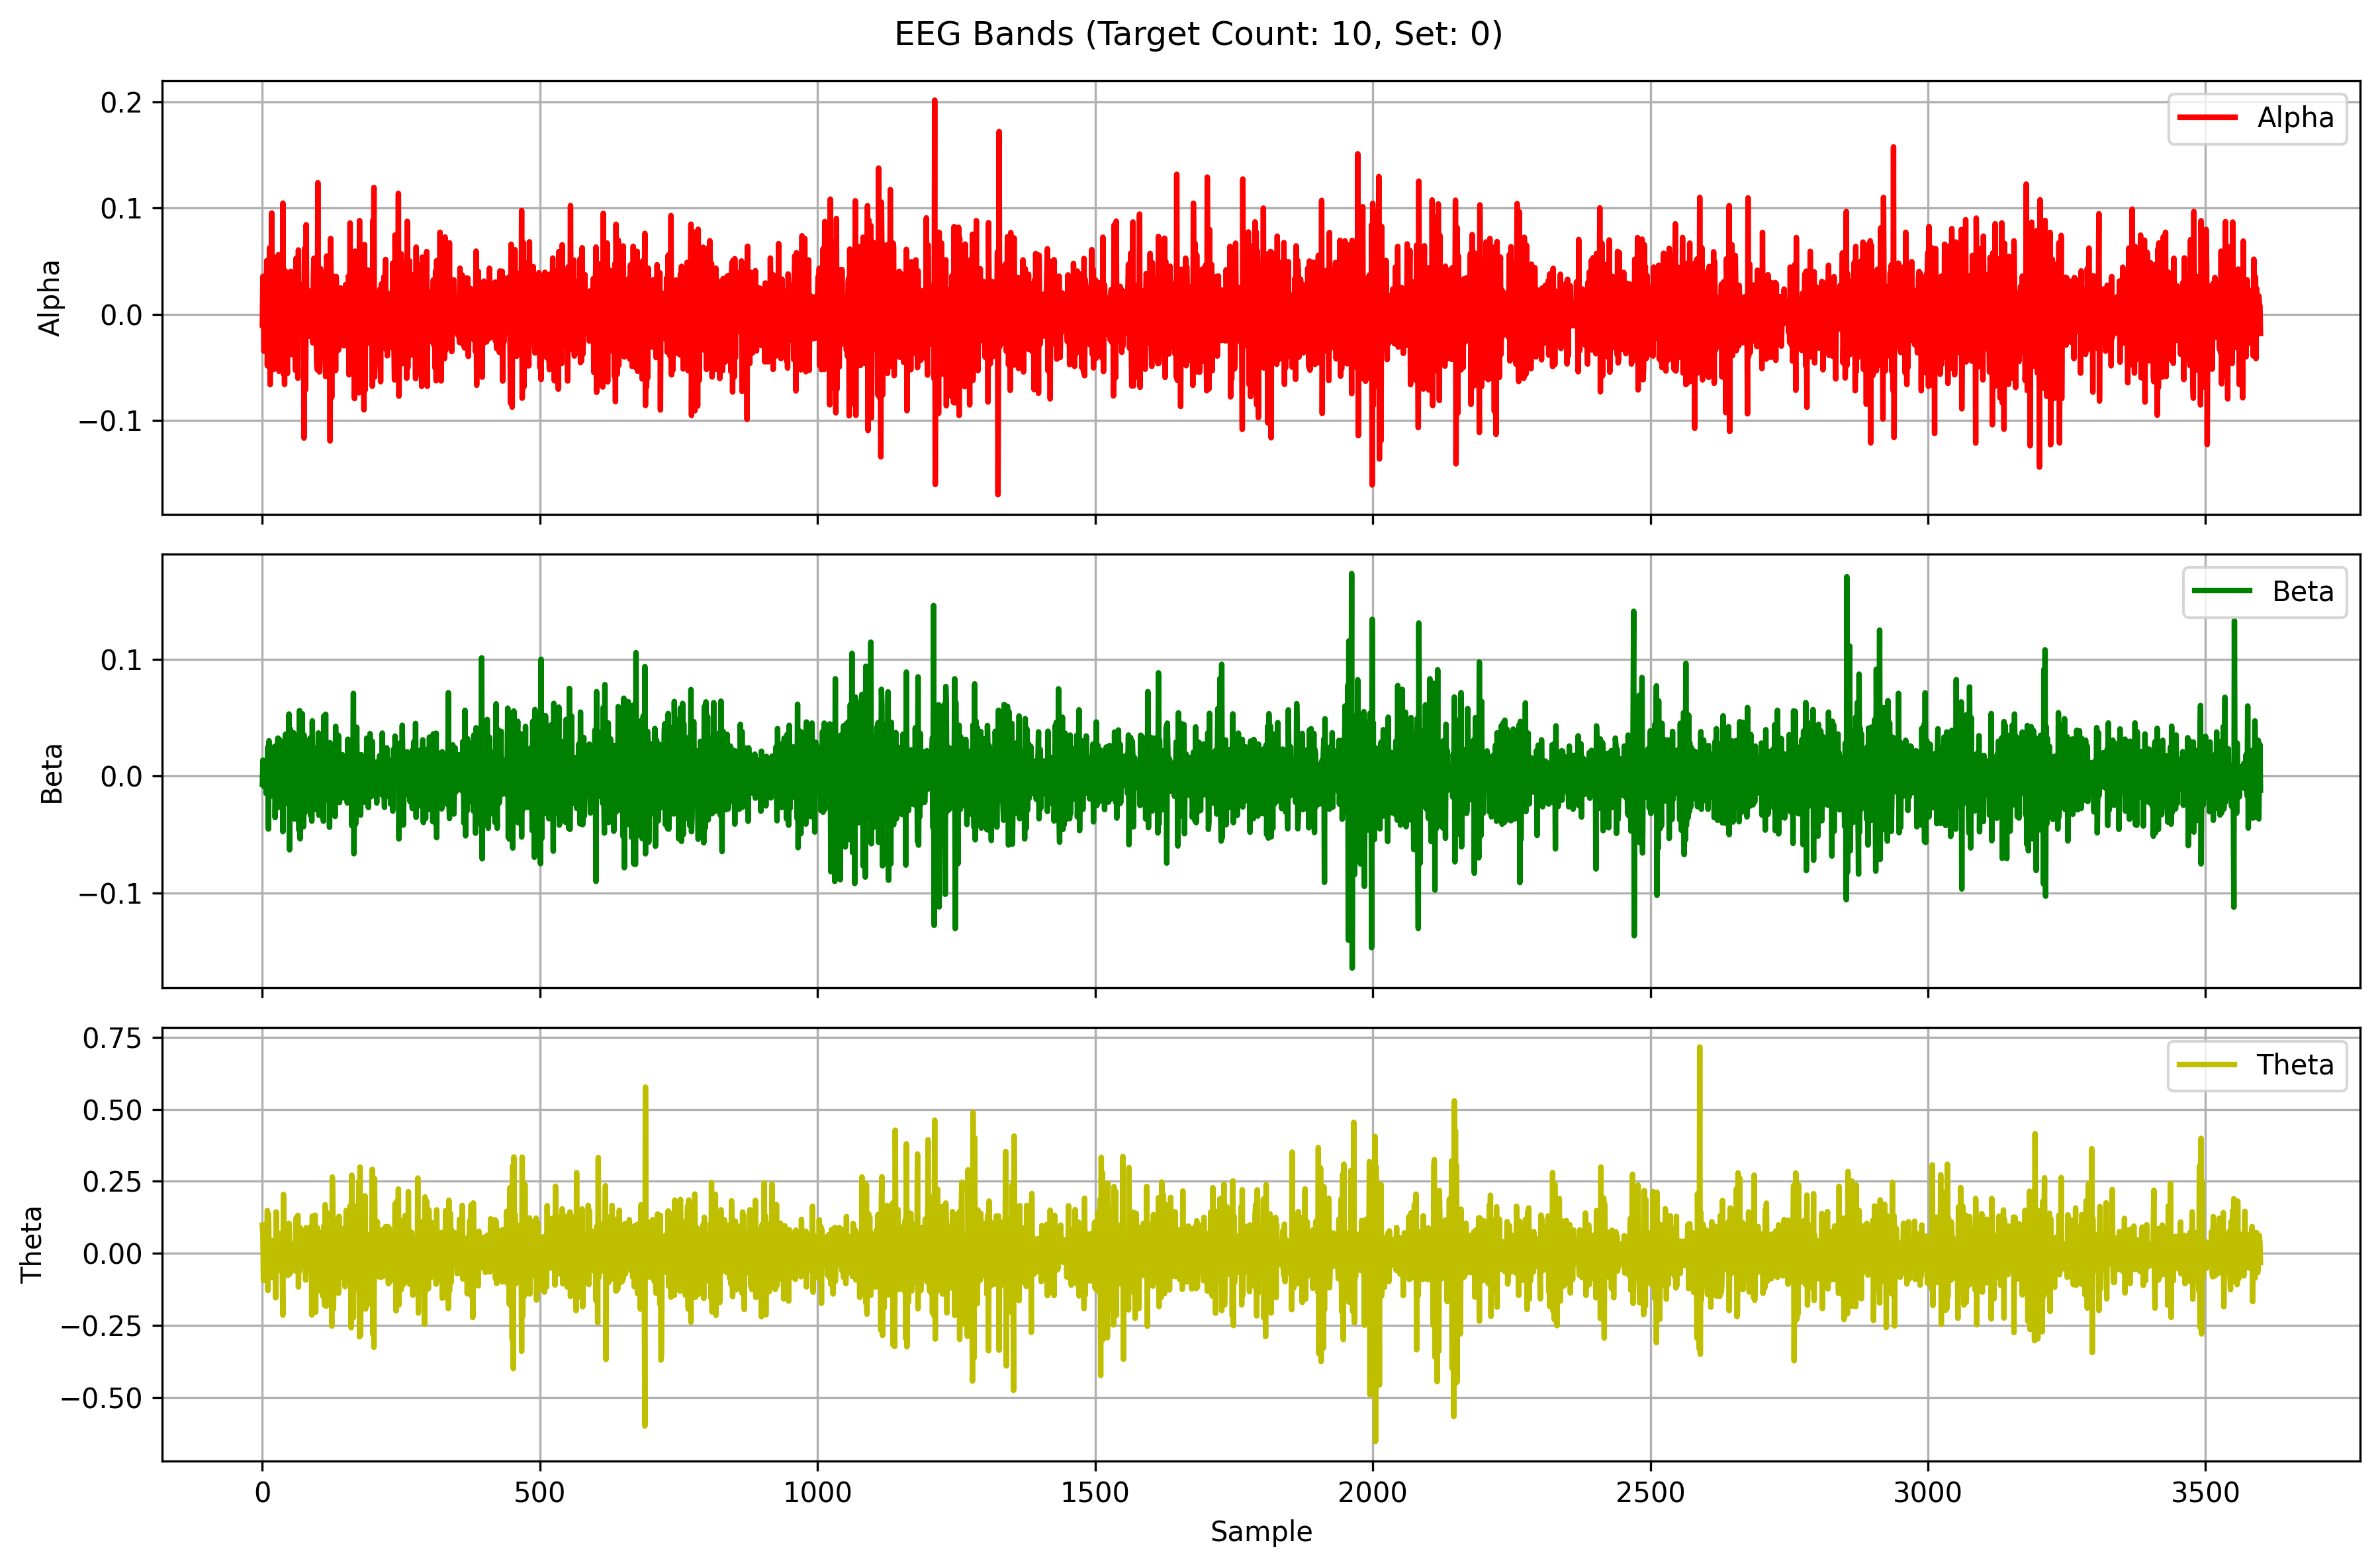 EEG Bands (Target Count: 10, Set: 0)
0.2
0.1
0.0
−0.1
Alpha
Alpha
0.1
0.0
−0.1
Beta
Beta
0.75
0.50
0.25
0.00
−0.25
−0.50
Theta
Theta
0 500 1000 1500 2000 2500 3000 3500
Sample